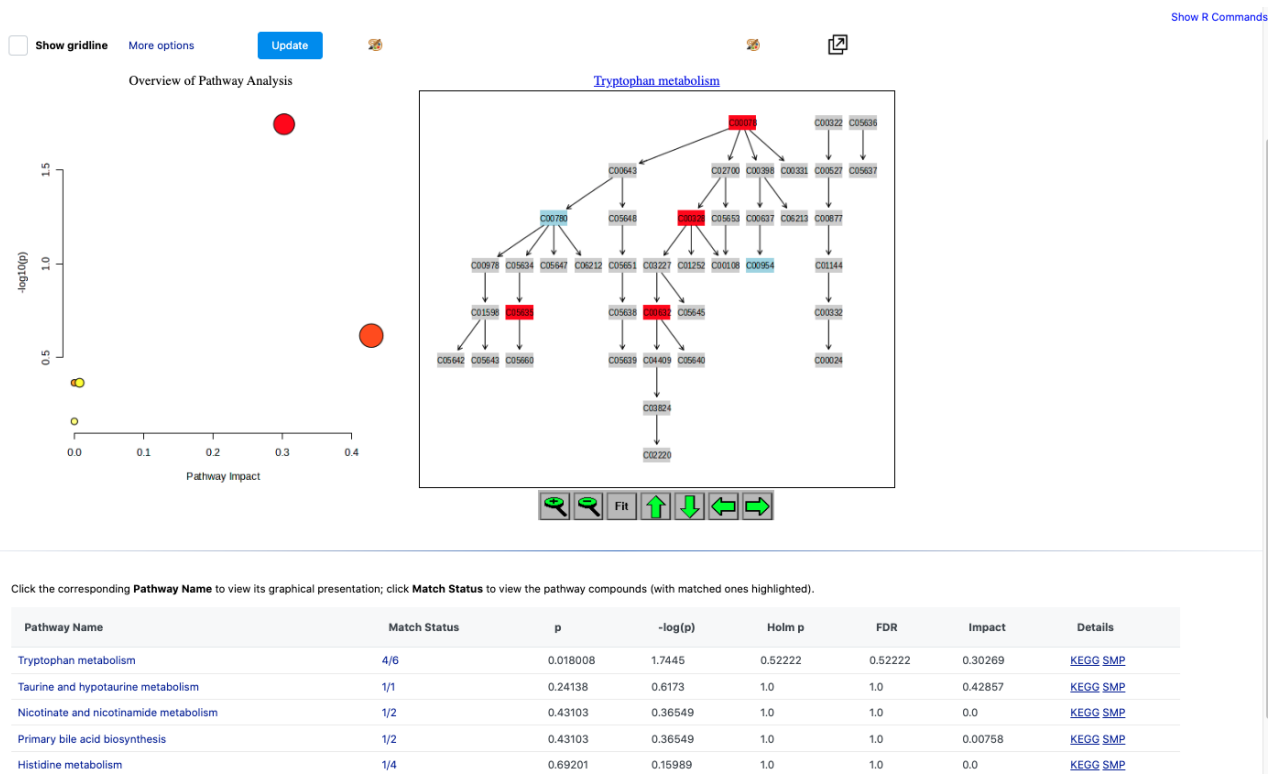 Show R Commands
Show gridline More options Update
Overview of Pathway Analysis
-log10(p)
1.5
1.0
0.5
0.0 0.1 0.2 0.3 0.4
Pathway Impact
Tryptophan metabolism
C00078 C00322 C05636
C00643 C02700 C00398 C00331 C00527 C05637
C00780 C05648 C00328 C05653 C00637 C06213 C00877
C00978 C05634 C05647 C06212 C05651 C03227 C01252 C00108 C00954 C01144
C01598 C05635 C05638 C00632 C05645 C00332
C05642 C05643 C05660 C05639 C04409 C05640 C00024
C03824
C02220
Fit
Click the corresponding Pathway Name to view its graphical presentation; click Match Status to view the pathway compounds (with matched ones highlighted).
Pathway Name Match Status p -log(p) Holm p FDR Impact Details
Tryptophan metabolism 4/6 0.018008 1.7445 0.52222 0.52222 0.30269 KEGG SMP
Taurine and hypotaurine metabolism 1/1 0.24138 0.6173 1.0 1.0 0.42857 KEGG SMP
Nicotinate and nicotinamide metabolism 1/2 0.43103 0.36549 1.0 1.0 0.0 KEGG SMP
Primary bile acid biosynthesis 1/2 0.43103 0.36549 1.0 1.0 0.00758 KEGG SMP
Histidine metabolism 1/4 0.69201 0.15989 1.0 1.0 0.0 KEGG SMP